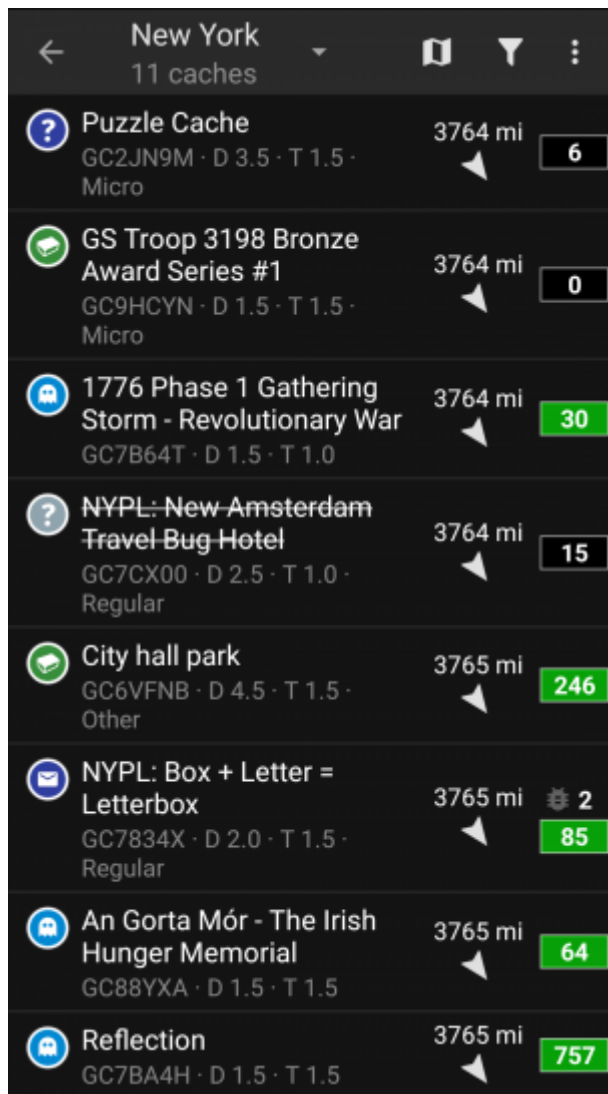 New York
11 caches
Puzzle Cache
GC2JN9M · D 3.5 · T 1.5 ·
Micro
3764 mi
6
GS Troop 3198 Bronze
Award Series #1
GC9HCYN · D 1.5 · T 1.5 ·
Micro
3764 mi
0
1776 Phase 1 Gathering
Storm - Revolutionary War
GC7B64T · D 1.5 · T 1.0
3764 mi
30
NYPL: New Amsterdam
Travel Bug Hotel
GC7CX00 · D 2.5 · T 1.0 ·
Regular
3764 mi
15
City hall park
GC6VFNB · D 4.5 · T 1.5 ·
Other
3765 mi
246
NYPL: Box + Letter =
Letterbox
GC7834X · D 2.0 · T 1.5 ·
Regular
3765 mi
2
85
An Gorta Mór - The Irish
Hunger Memorial
GC88YXA · D 1.5 · T 1.5
3765 mi
64
Reflection
GC7BA4H · D 1.5 · T 1.5
3765 mi
757